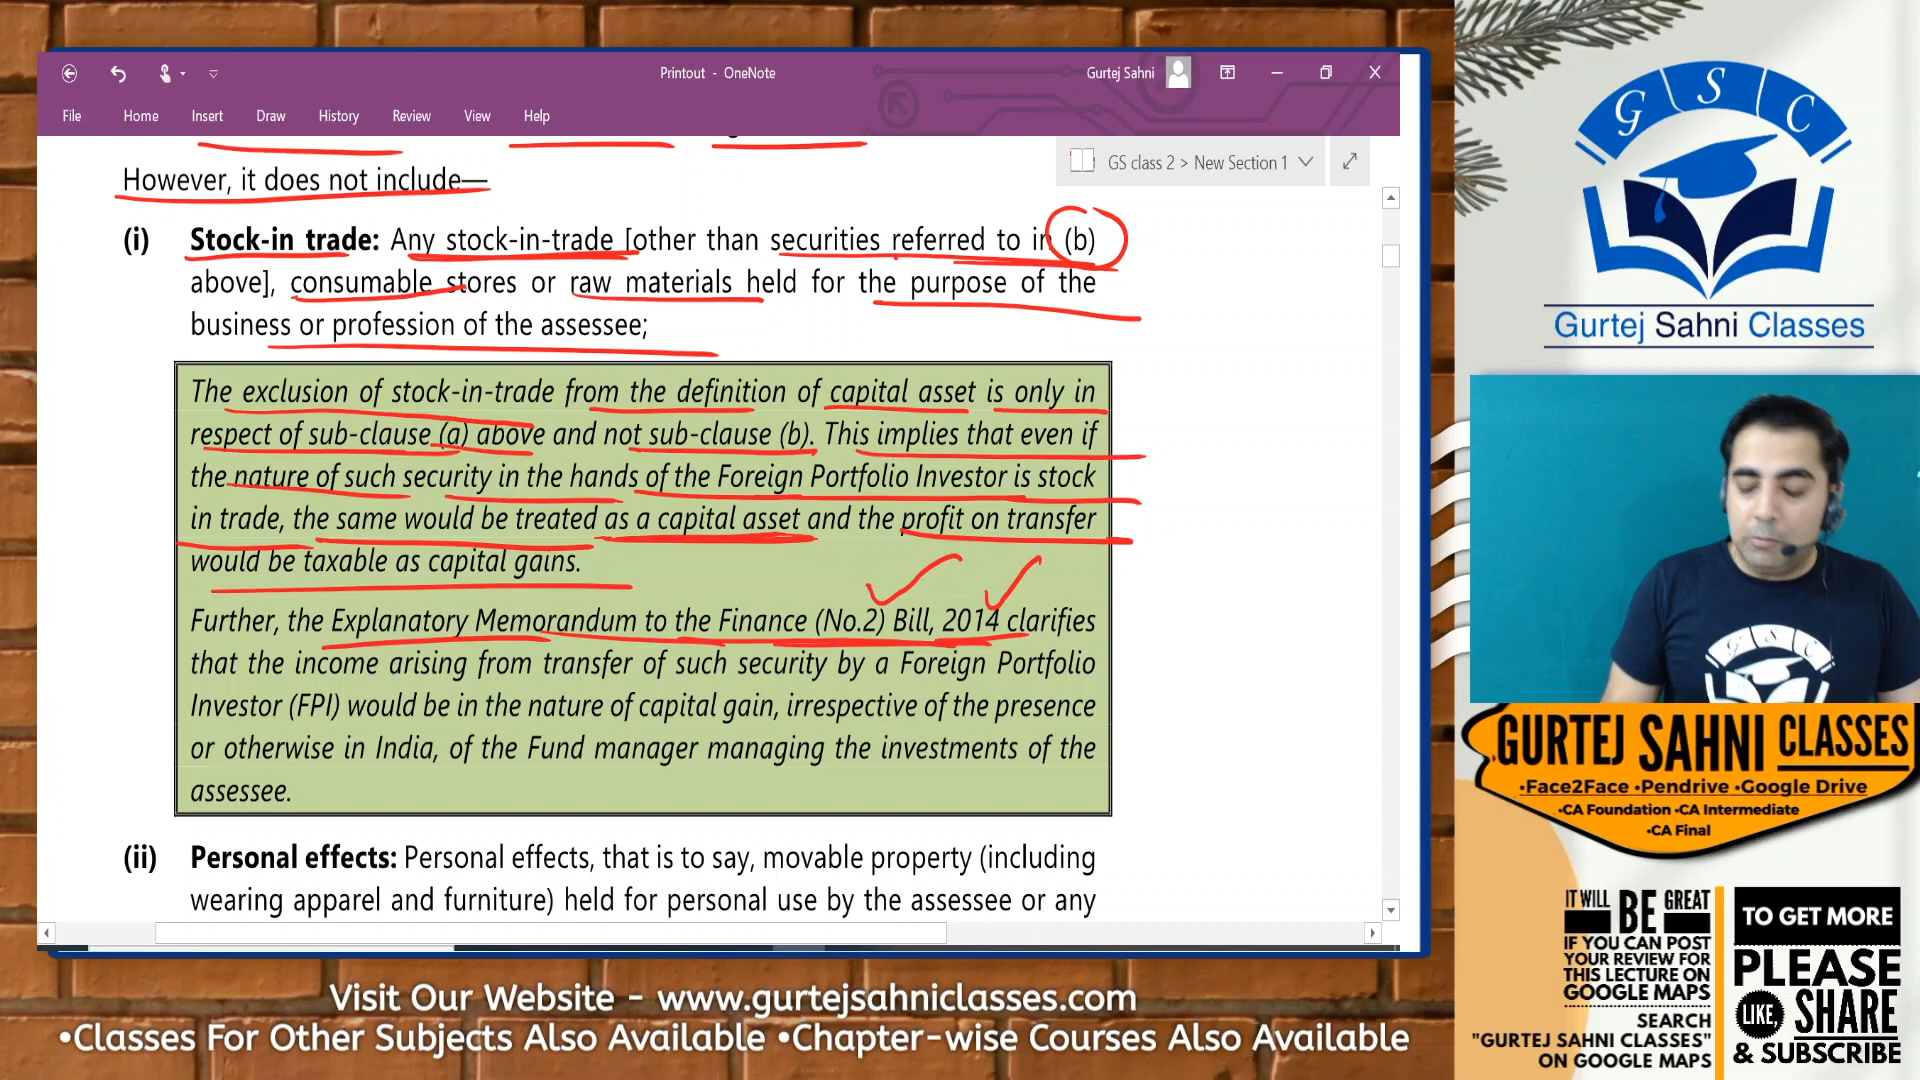 Printout - OneNote
Gurtej Sahni
File Home Insert Draw History Review View Help
GS class 2 > New Section 1
However, it does not include—
(i) Stock-in trade: Any stock-in-trade [other than securities referred to in (b)
above], consumable stores or raw materials held for the purpose of the
business or profession of the assessee;
The exclusion of stock-in-trade from the definition of capital asset is only in
respect of sub-clause (a) above and not sub-clause (b). This implies that even if
the nature of such security in the hands of the Foreign Portfolio Investor is stock
in trade, the same would be treated as a capital asset and the profit on transfer
would be taxable as capital gains.
Further, the Explanatory Memorandum to the Finance (No.2) Bill, 2014 clarifies
that the income arising from transfer of such security by a Foreign Portfolio
Investor (FPI) would be in the nature of capital gain, irrespective of the presence
or otherwise in India, of the Fund manager managing the investments of the
assessee.
(ii) Personal effects: Personal effects, that is to say, movable property (including
wearing apparel and furniture) held for personal use by the assessee or any
G S C
Gurtej Sahni Classes
G S C
GURTEJ SAHNI CLASSES
•Face2Face •Pendrive •Google Drive
•CA Foundation •CA Intermediate
•CA Final
IT WILL BE GREAT
IF YOU CAN POST
YOUR REVIEW FOR
THIS LECTURE ON
GOOGLE MAPS
SEARCH
"GURTEJ SAHNI CLASSES"
ON GOOGLE MAPS
TO GET MORE
PLEASE
LIKE, SHARE
& SUBSCRIBE
Visit Our Website - www.gurtejsahniclasses.com
•Classes For Other Subjects Also Available •Chapter-wise Courses Also Available